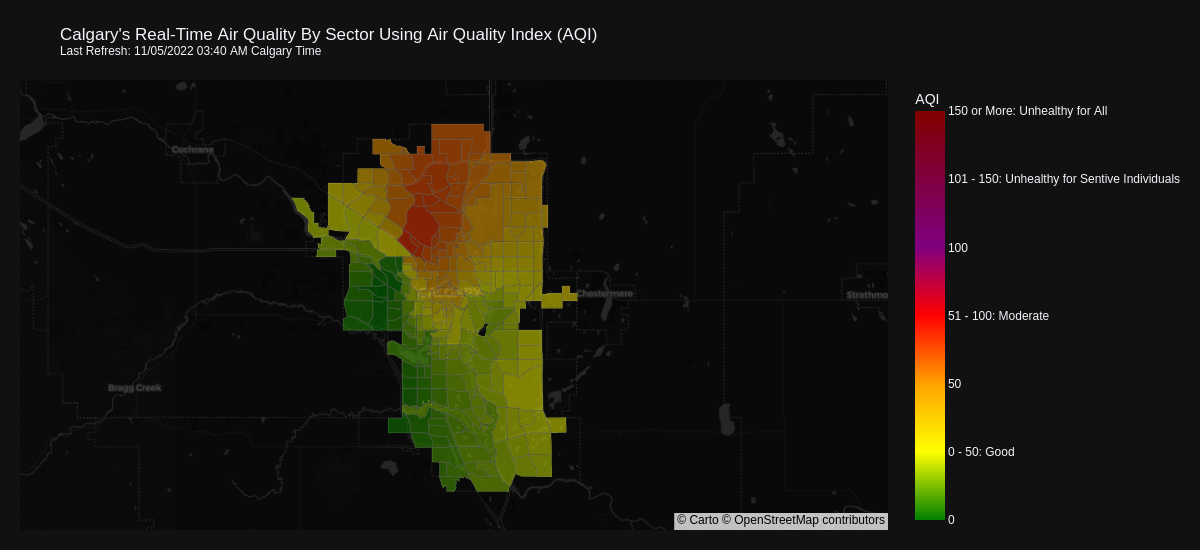 Calgary's Real-Time Air Quality By Sector Using Air Quality Index (AQI)
Last Refresh: 11/05/2022 03:40 AM Calgary Time
AQI
150 or More: Unhealthy for All
Cochrane
101 - 150: Unhealthy for Sentive Individuals
100
Chestermere
Strathmo
51 - 100: Moderate
50
Bragg Creek
0 - 50: Good
0
© Carto © OpenStreetMap contributors